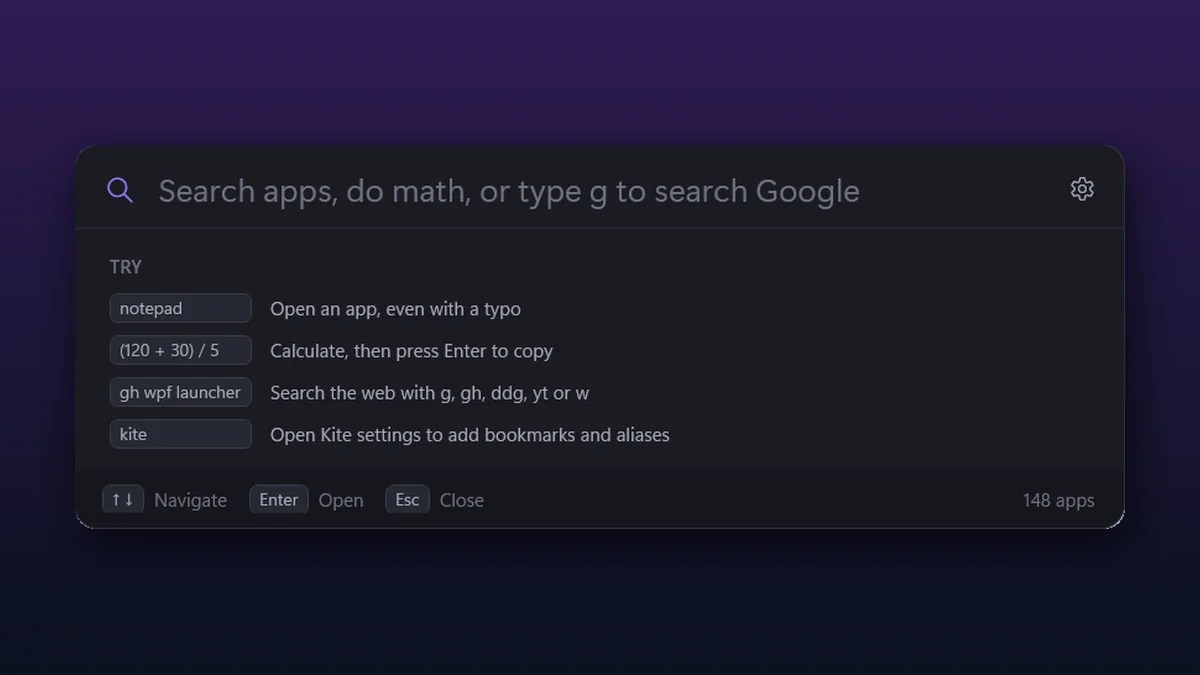 Search apps, do math, or type g to search Google
TRY
notepad Open an app, even with a typo
(120 + 30) / 5 Calculate, then press Enter to copy
gh wpf launcher Search the web with g, gh, ddg, yt or w
kite Open Kite settings to add bookmarks and aliases
↑↓ Navigate Enter Open Esc Close 148 apps